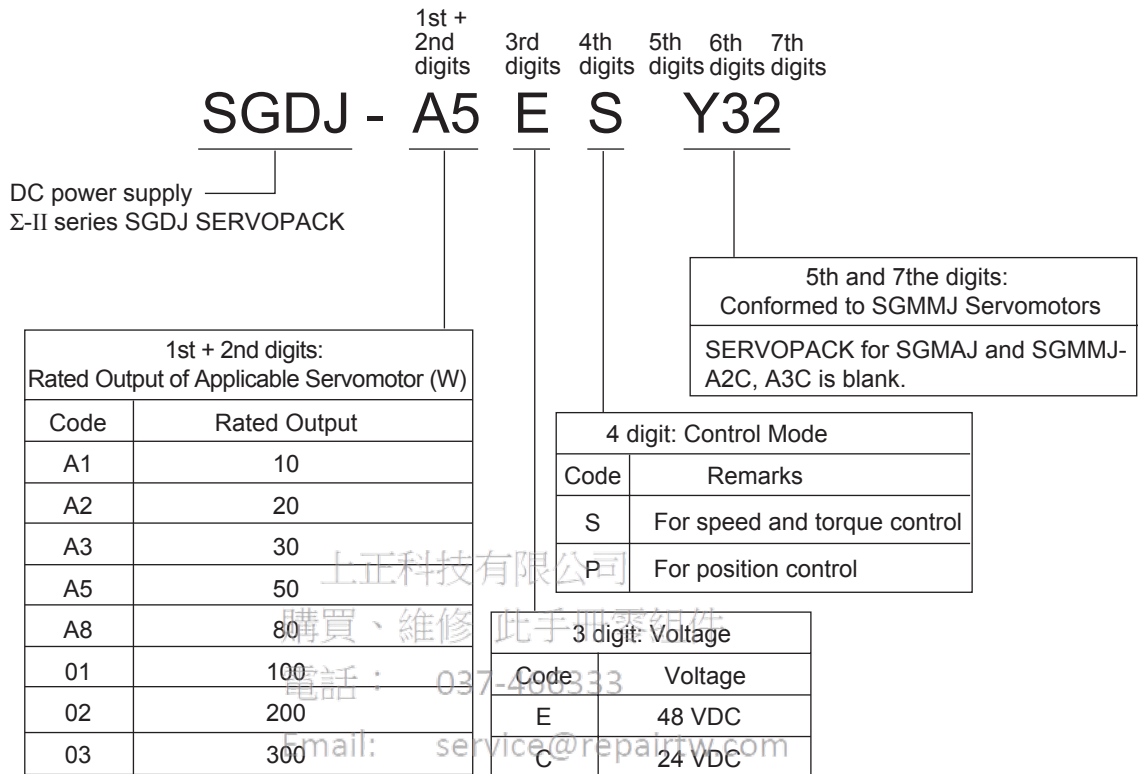 1st +
2nd
digits
3rd
digits
4th
digits
5th
digits
6th
digits
7th
digits
SGDJ - A5 E S Y32
DC power supply
Σ-II series SGDJ SERVOPACK
5th and 7the digits:
Conformed to SGMMJ Servomotors
SERVOPACK for SGMAJ and SGMMJ-
A2C, A3C is blank.
1st + 2nd digits:
Rated Output of Applicable Servomotor (W)
Code Rated Output
A1 10
A2 20
A3 30
A5 50
A8 80
01 100
02 200
03 300
4 digit: Control Mode
Code Remarks
S For speed and torque control
P For position control
3 digit: Voltage
Code Voltage
E 48 VDC
C 24 VDC
上正科技有限公司
購買、維修 此手冊零組件
電話: 037-466333
Email: service@repairtw.com